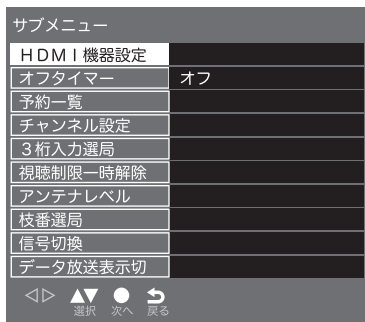 サブメニュー
ＨＤＭＩ機器設定
オフタイマー　オフ
予約一覧
チャンネル設定
３桁入力選局
視聴制限一時解除
アンテナレベル
枝番選局
信号切換
データ放送表示切
選択　次へ　戻る